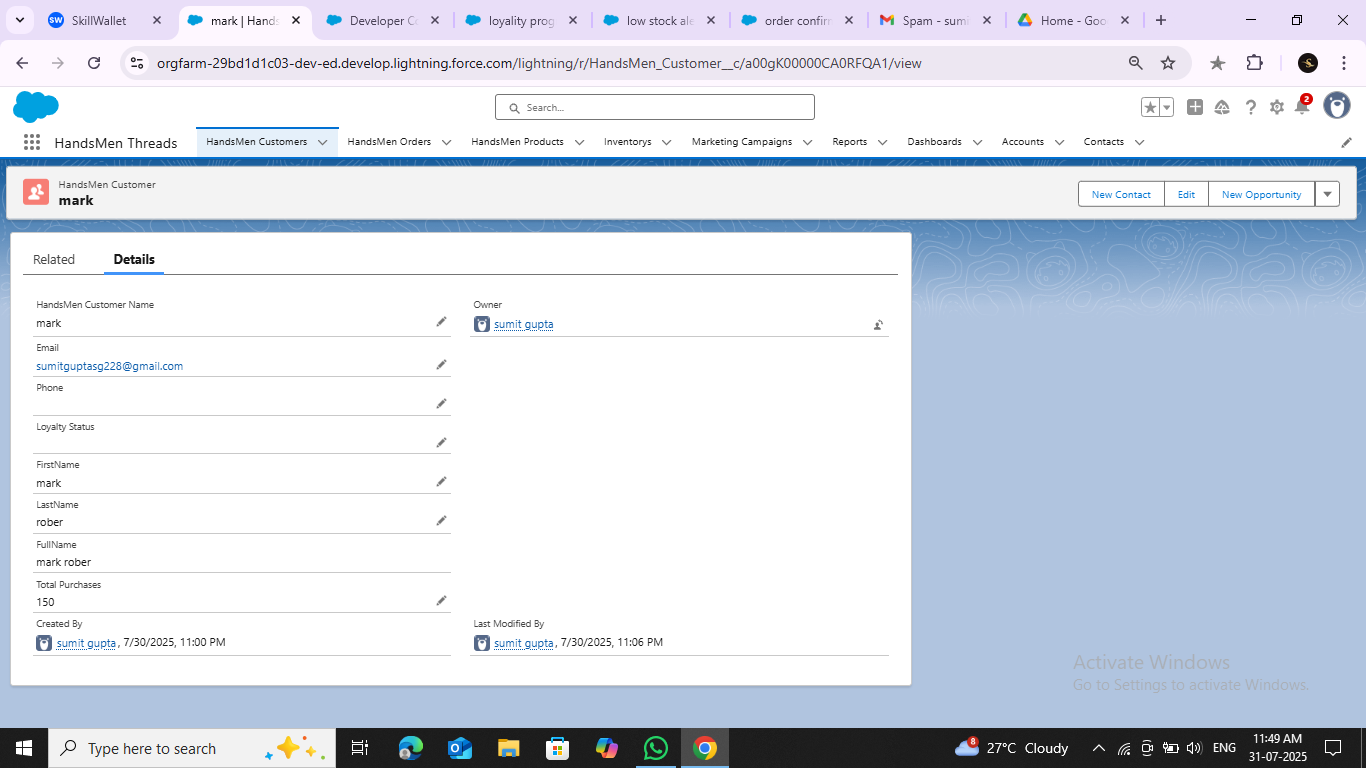 SkillWallet
mark | Hands
Developer Co
loyality prog
low stock ale
order confirm
Spam - sumi
Home - Goo
orgfarm-29bd1d1c03-dev-ed.develop.lightning.force.com/lightning/r/HandsMen_Customer__c/a00gK00000CA0RFQA1/view
Search...
2
HandsMen Threads
HandsMen Customers
HandsMen Orders
HandsMen Products
Inventorys
Marketing Campaigns
Reports
Dashboards
Accounts
Contacts
HandsMen Customer
mark
New Contact
Edit
New Opportunity
Related
Details
HandsMen Customer Name
mark
Owner
sumit gupta
Email
sumitguptasg228@gmail.com
Phone
Loyalty Status
FirstName
mark
LastName
rober
FullName
mark rober
Total Purchases
150
Created By
sumit gupta, 7/30/2025, 11:00 PM
Last Modified By
sumit gupta, 7/30/2025, 11:06 PM
Activate Windows
Go to Settings to activate Windows.
Type here to search
8
27°C Cloudy
ENG
11:49 AM
31-07-2025